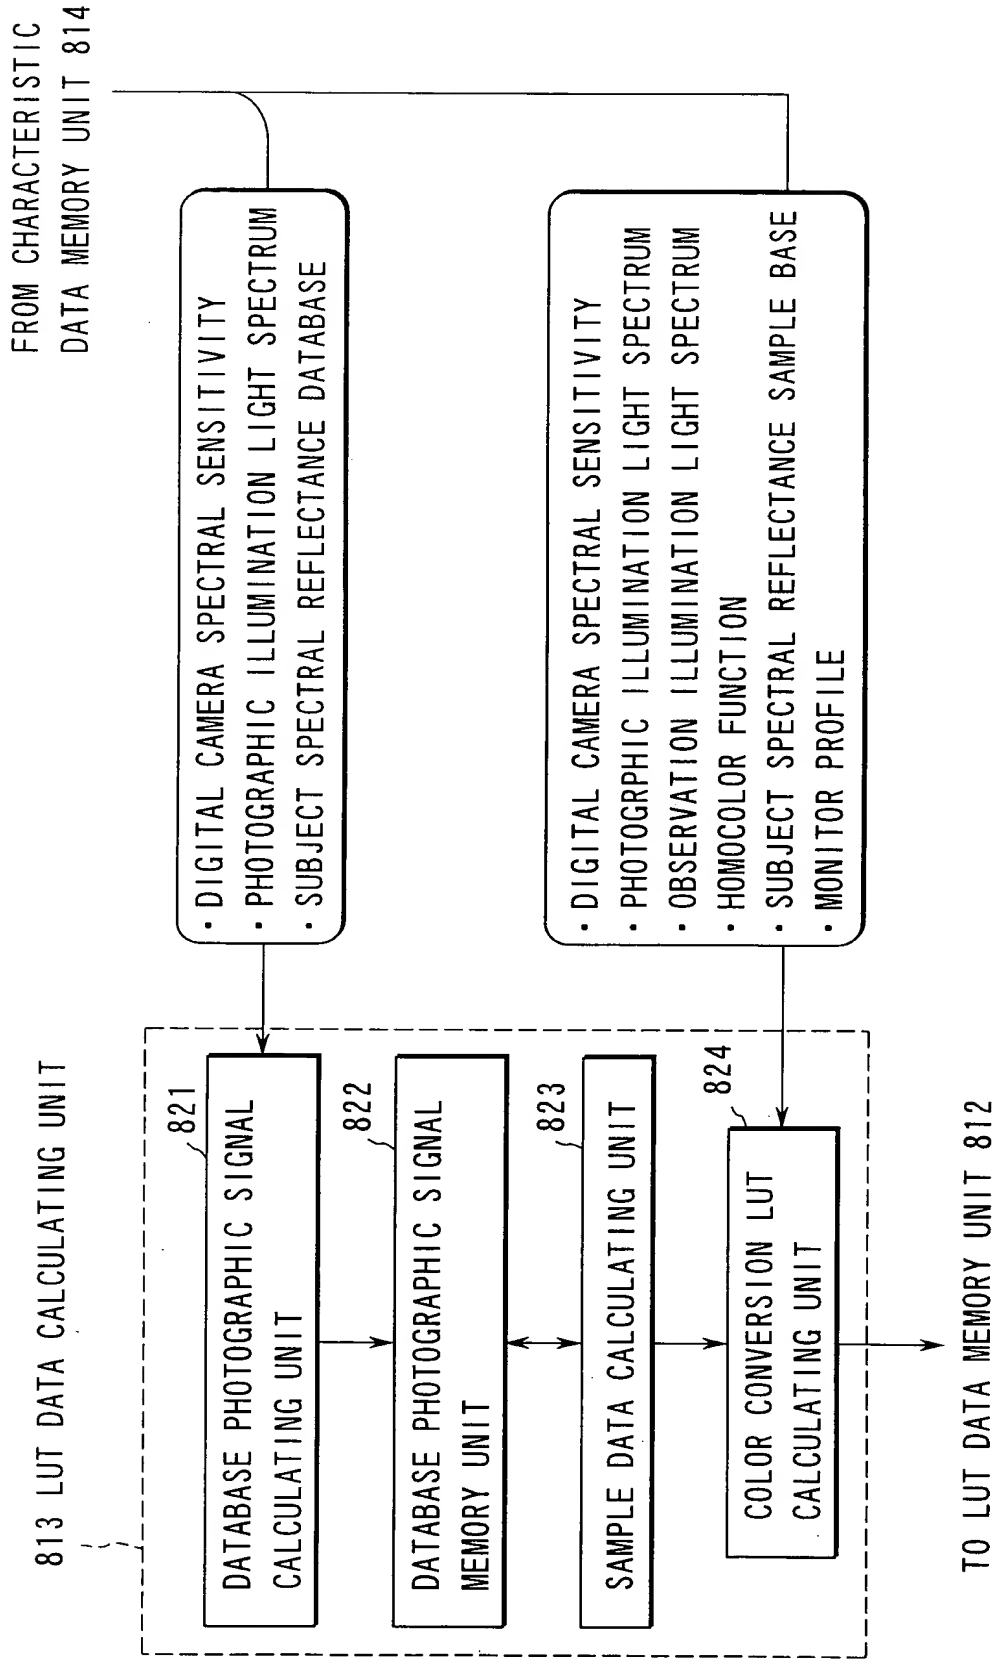 FROM CHARACTERISTIC
DATA MEMORY UNIT 814
• DIGITAL CAMERA SPECTRAL SENSITIVITY
• PHOTOGRAPHIC ILLUMINATION LIGHT SPECTRUM
• SUBJECT SPECTRAL REFLECTANCE DATABASE
• DIGITAL CAMERA SPECTRAL SENSITIVITY
• PHOTOGRPHIC ILLUMINATION LIGHT SPECTRUM
• OBSERVATION ILLUMINATION LIGHT SPECTRUM
• HOMOCOLOR FUNCTION
• SUBJECT SPECTRAL REFLECTANCE SAMPLE BASE
• MONITOR PROFILE
813 LUT DATA CALCULATING UNIT
821
DATABASE PHOTOGRAPHIC SIGNAL
CALCULATING UNIT
822
DATABASE PHOTOGRAPHIC SIGNAL
MEMORY UNIT
823
SAMPLE DATA CALCULATING UNIT
824
COLOR CONVERSION LUT
CALCULATING UNIT
TO LUT DATA MEMORY UNIT 812